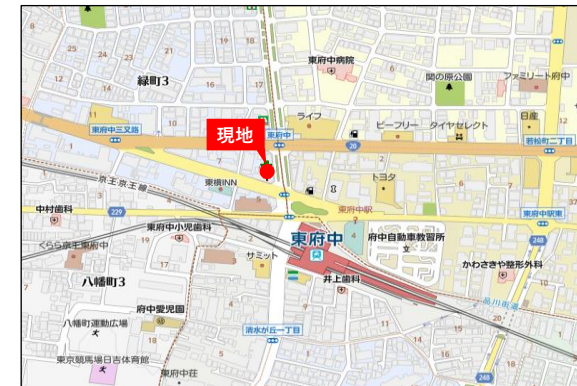 東府中病院
関の原公園
ファミリート府中
緑町3
ライフ
ビーフリー
タイヤセレクト
日産
東府中三叉路
現地
東府中
20
若松町二丁目
トヨタ
京王京王線
東横INN
中村歯科
229
東府中駅
東府中駅東
東府中小児歯科
東府中
府中自動車教習所
248
くらら京王東府中
サミット
井上歯科
かわさきや整形外科
八幡町3
品川街道
府中愛児園
八幡町運動広場
清水が丘一丁目
東京競馬場日吉体育館
東府中荘
248